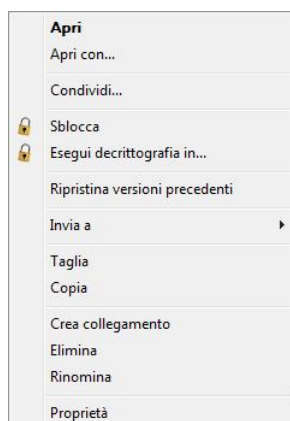 Apri
Apri con...
Condividi...
Sblocca
Esegui decrittografia in...
Ripristina versioni precedenti
Invia a
Taglia
Copia
Crea collegamento
Elimina
Rinomina
Proprietà